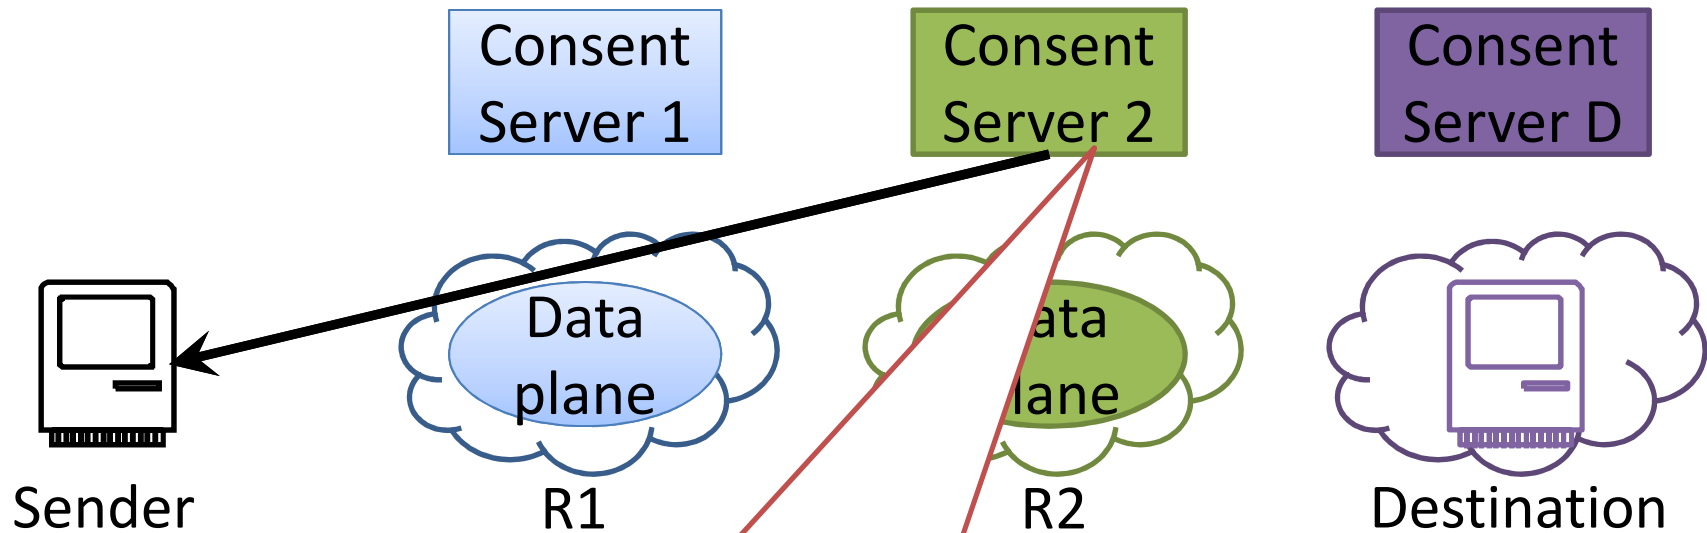 Consent
Server 1
Consent
Server 2
Consent
Server D
Data
plane
ata
lane
Sender
R1
R2
Destination